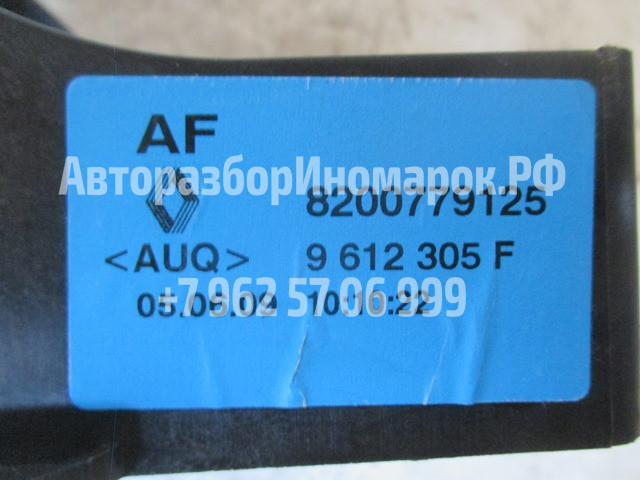 AF
АвторазборИномарок.РФ
8200779125
<AUQ> 9 612 305 F
+7 962 57 06 999